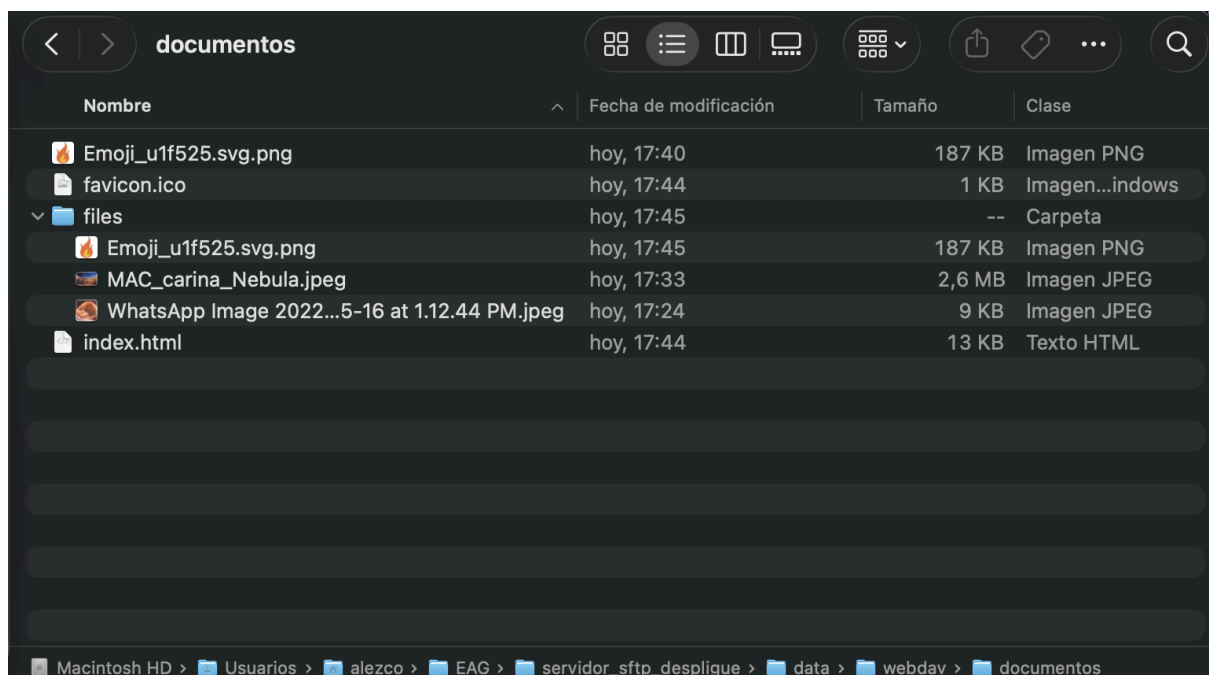 documentos
Nombre Fecha de modificación Tamaño Clase
Emoji_u1f525.svg.png hoy, 17:40 187 KB Imagen PNG
favicon.ico hoy, 17:44 1 KB Imagen...indows
files hoy, 17:45 -- Carpeta
Emoji_u1f525.svg.png hoy, 17:45 187 KB Imagen PNG
MAC_carina_Nebula.jpeg hoy, 17:33 2,6 MB Imagen JPEG
WhatsApp Image 2022...5-16 at 1.12.44 PM.jpeg hoy, 17:24 9 KB Imagen JPEG
index.html hoy, 17:44 13 KB Texto HTML
Macintosh HD › Usuarios › alezco › EAG › servidor_sftp_desplique › data › webdav › documentos